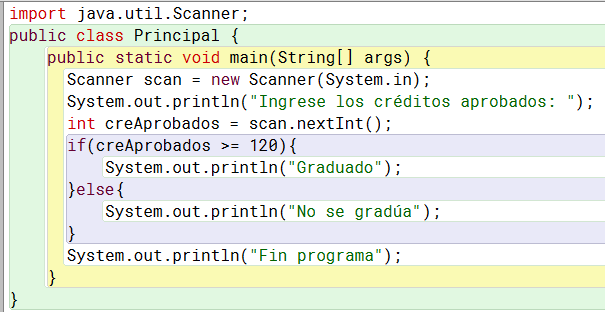 import java.util.Scanner;
public class Principal {
public static void main(String[] args) {
Scanner scan = new Scanner(System.in);
System.out.println("Ingrese los créditos aprobados: ");
int creAprobados = scan.nextInt();
if(creAprobados >= 120){
System.out.println("Graduado");
}else{
System.out.println("No se gradúa");
}
System.out.println("Fin programa");
}
}